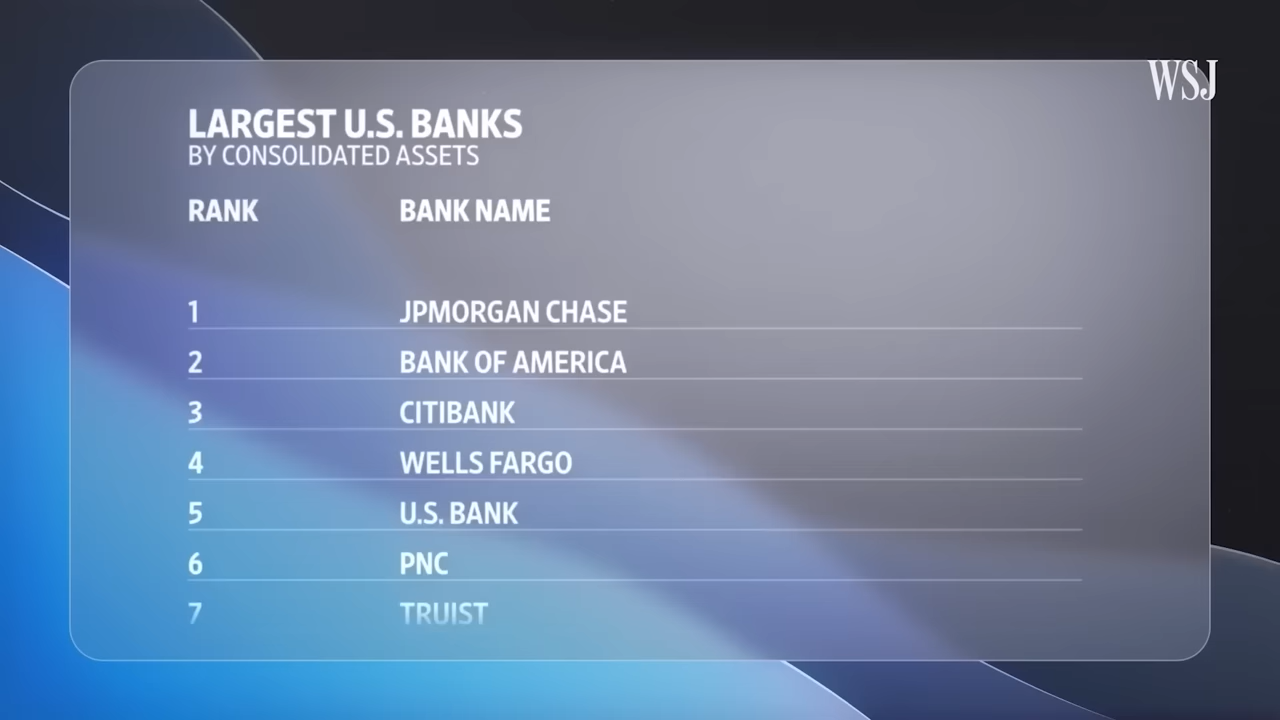 WSJ
LARGEST U.S. BANKS
BY CONSOLIDATED ASSETS
RANK BANK NAME
1 JPMORGAN CHASE
2 BANK OF AMERICA
3 CITIBANK
4 WELLS FARGO
5 U.S. BANK
6 PNC
7 TRUIST